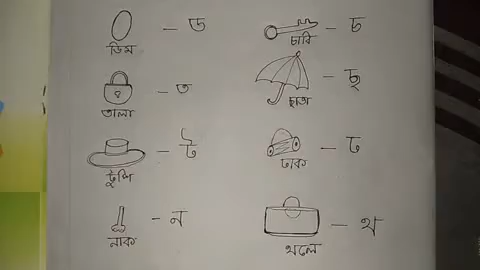 – ড
ডিম
– চ
চাবি
– ত
তালা
– ছ
ছাতা
– ট
টুপি
– ঢ
ঢাক
– ন
নাক
– থ
থলে